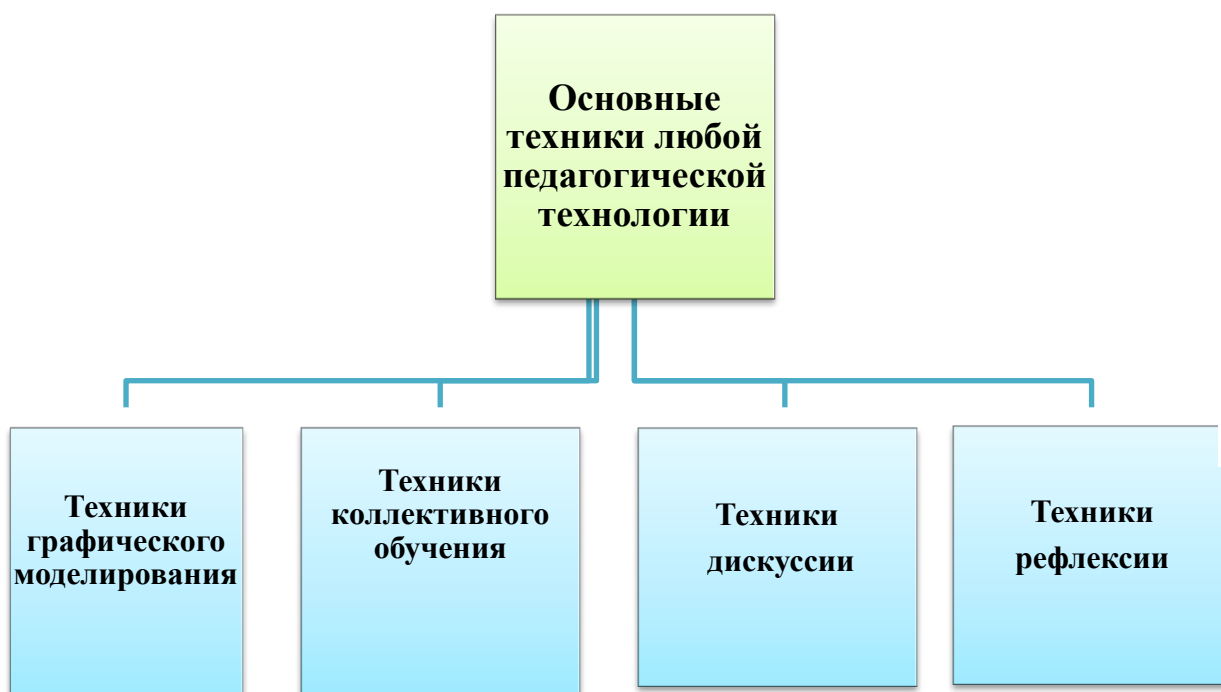 Основные
техники любой
педагогической
технологии
Техники
графического
моделирования
Техники
коллективного
обучения
Техники
дискуссии
Техники
рефлексии